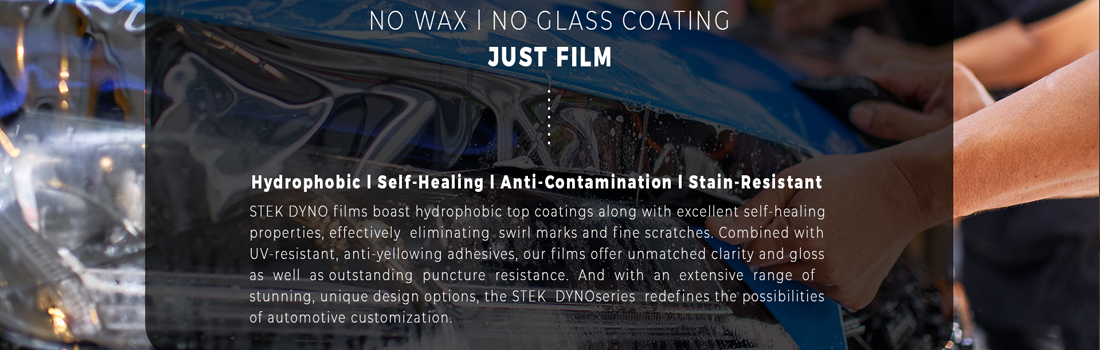 NO WAX | NO GLASS COATING
JUST FILM
Hydrophobic | Self-Healing | Anti-Contamination | Stain-Resistant
STEK DYNO films boast hydrophobic top coatings along with excellent self-healing
properties, effectively eliminating swirl marks and fine scratches. Combined with
UV-resistant, anti-yellowing adhesives, our films offer unmatched clarity and gloss
as well as outstanding puncture resistance. And with an extensive range of
stunning, unique design options, the STEK DYNOseries redefines the possibilities
of automotive customization.